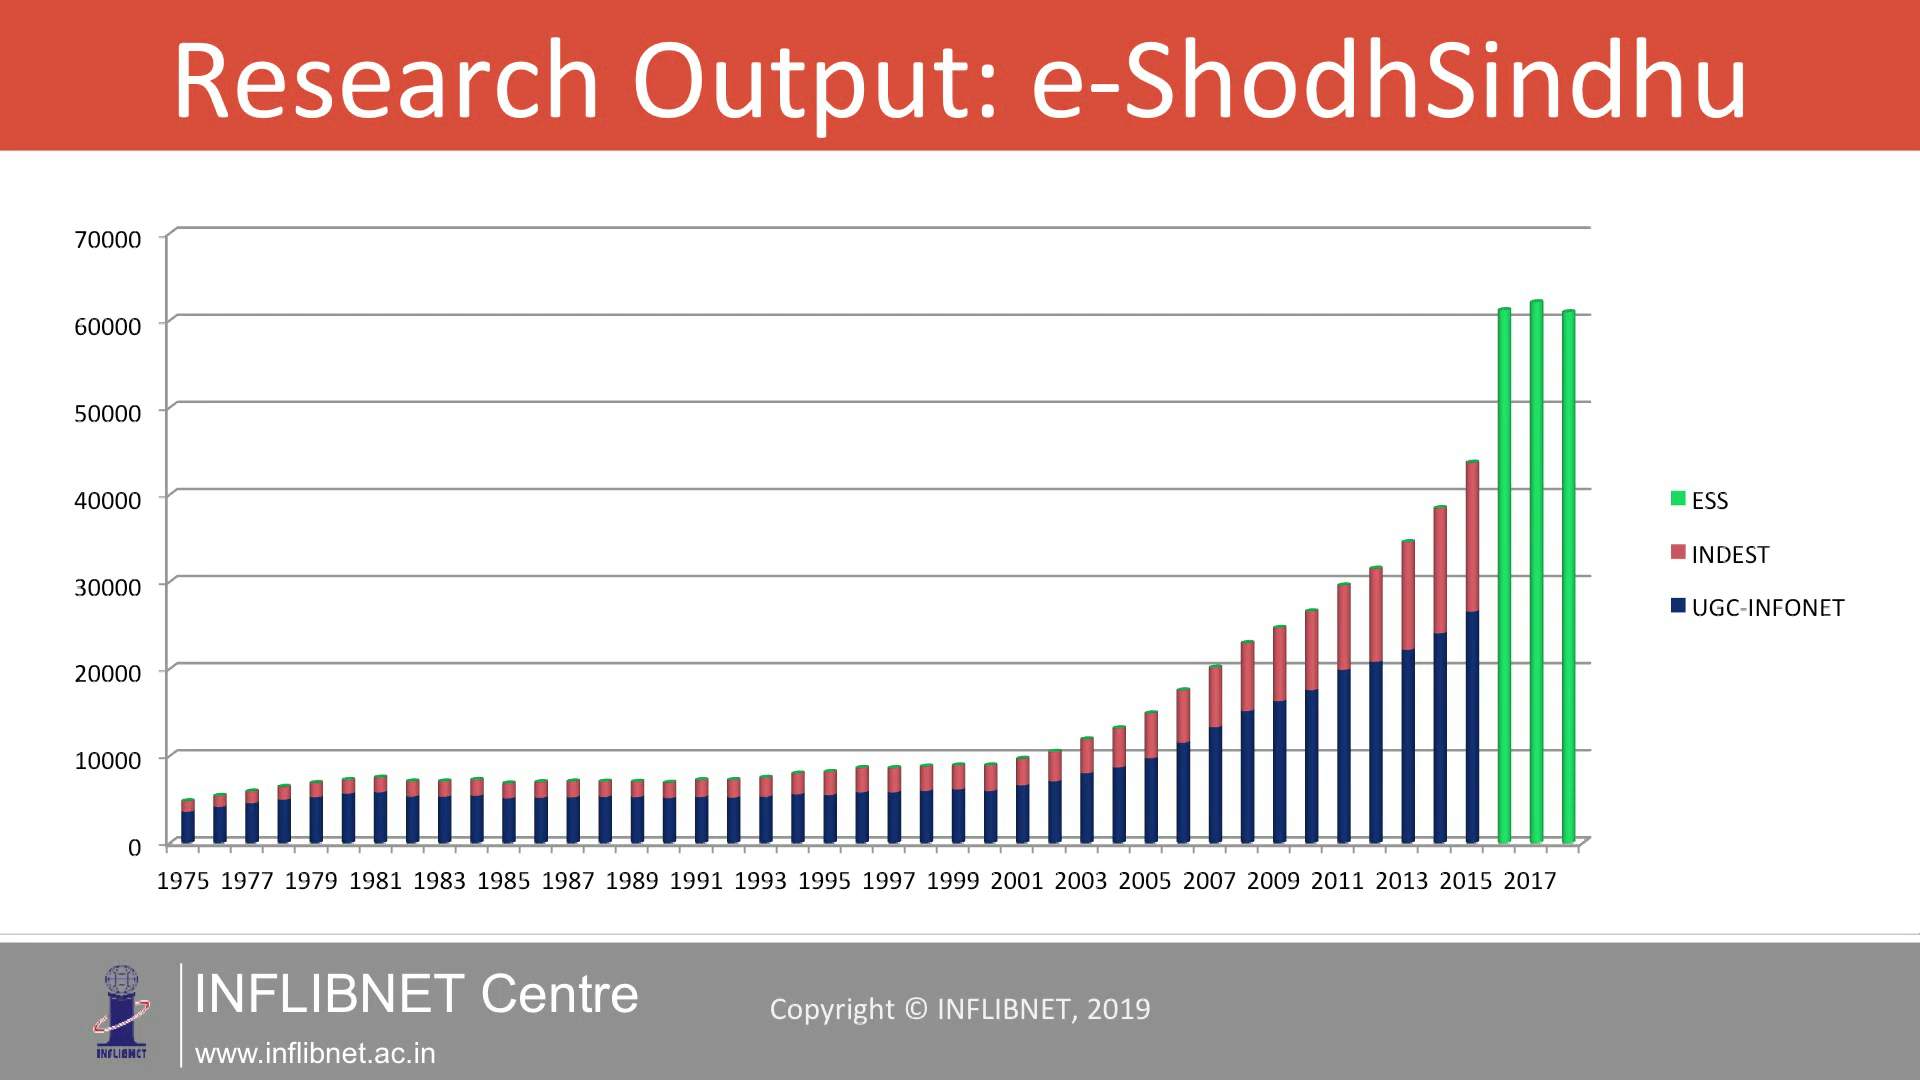 Research Output: e-ShodhSindhu
70000
60000
50000
40000
30000
20000
10000
0
1975 1977 1979 1981 1983 1985 1987 1989 1991 1993 1995 1997 1999 2001 2003 2005 2007 2009 2011 2013 2015 2017
ESS
INDEST
UGC-INFONET
INFLIBNET
INFLIBNET Centre
www.inflibnet.ac.in
Copyright © INFLIBNET, 2019